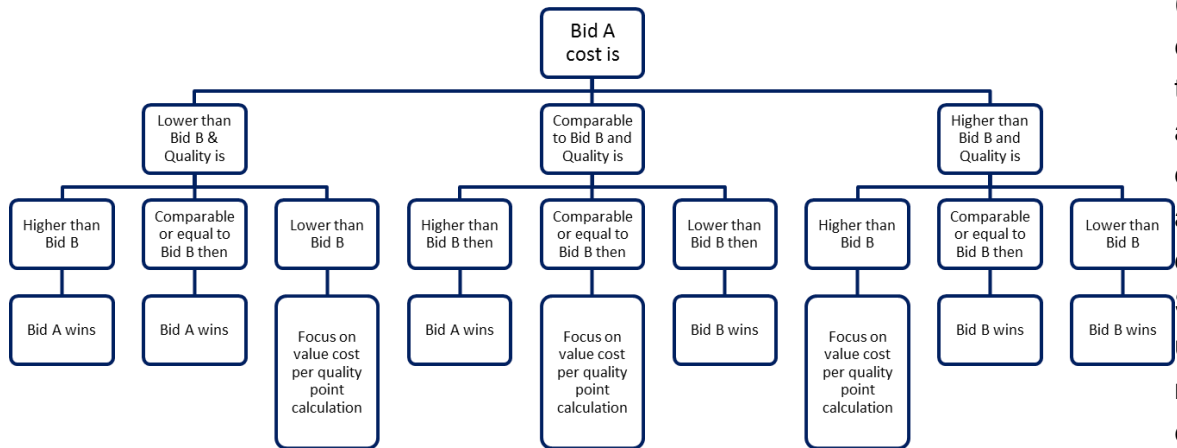 Bid A
cost is
Lower than
Bid B &
Quality is
Comparable
to Bid B and
Quality is
Higher than
Bid B and
Quality is
Higher than
Bid B
Comparable
or equal to
Bid B then
Lower than
Bid B
Higher than
Bid B then
Comparable
or equal to
Bid B then
Lower than
Bid B then
Higher than
Bid B
Comparable
or equal to
Bid B then
Lower than
Bid B
Bid A wins
Bid A wins
Focus on
value cost
per quality
point
calculation
Bid A wins
Focus on
value cost
per quality
point
calculation
Bid B wins
Focus on
value cost
per quality
point
calculation
Bid B wins
Bid B wins